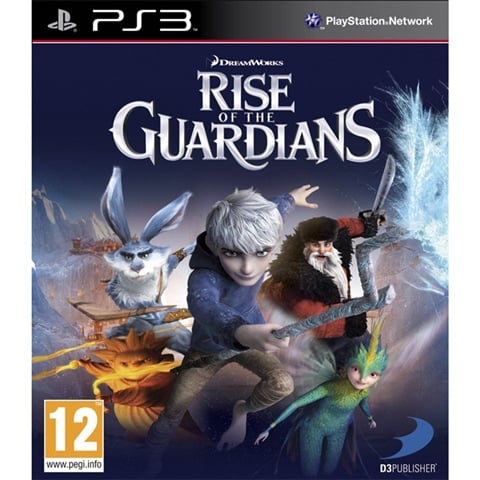 PS3
PlayStation®Network
DREAMWORKS
RISE
OF THE
GUARDIANS
12
www.pegi.info
D3PUBLISHER®